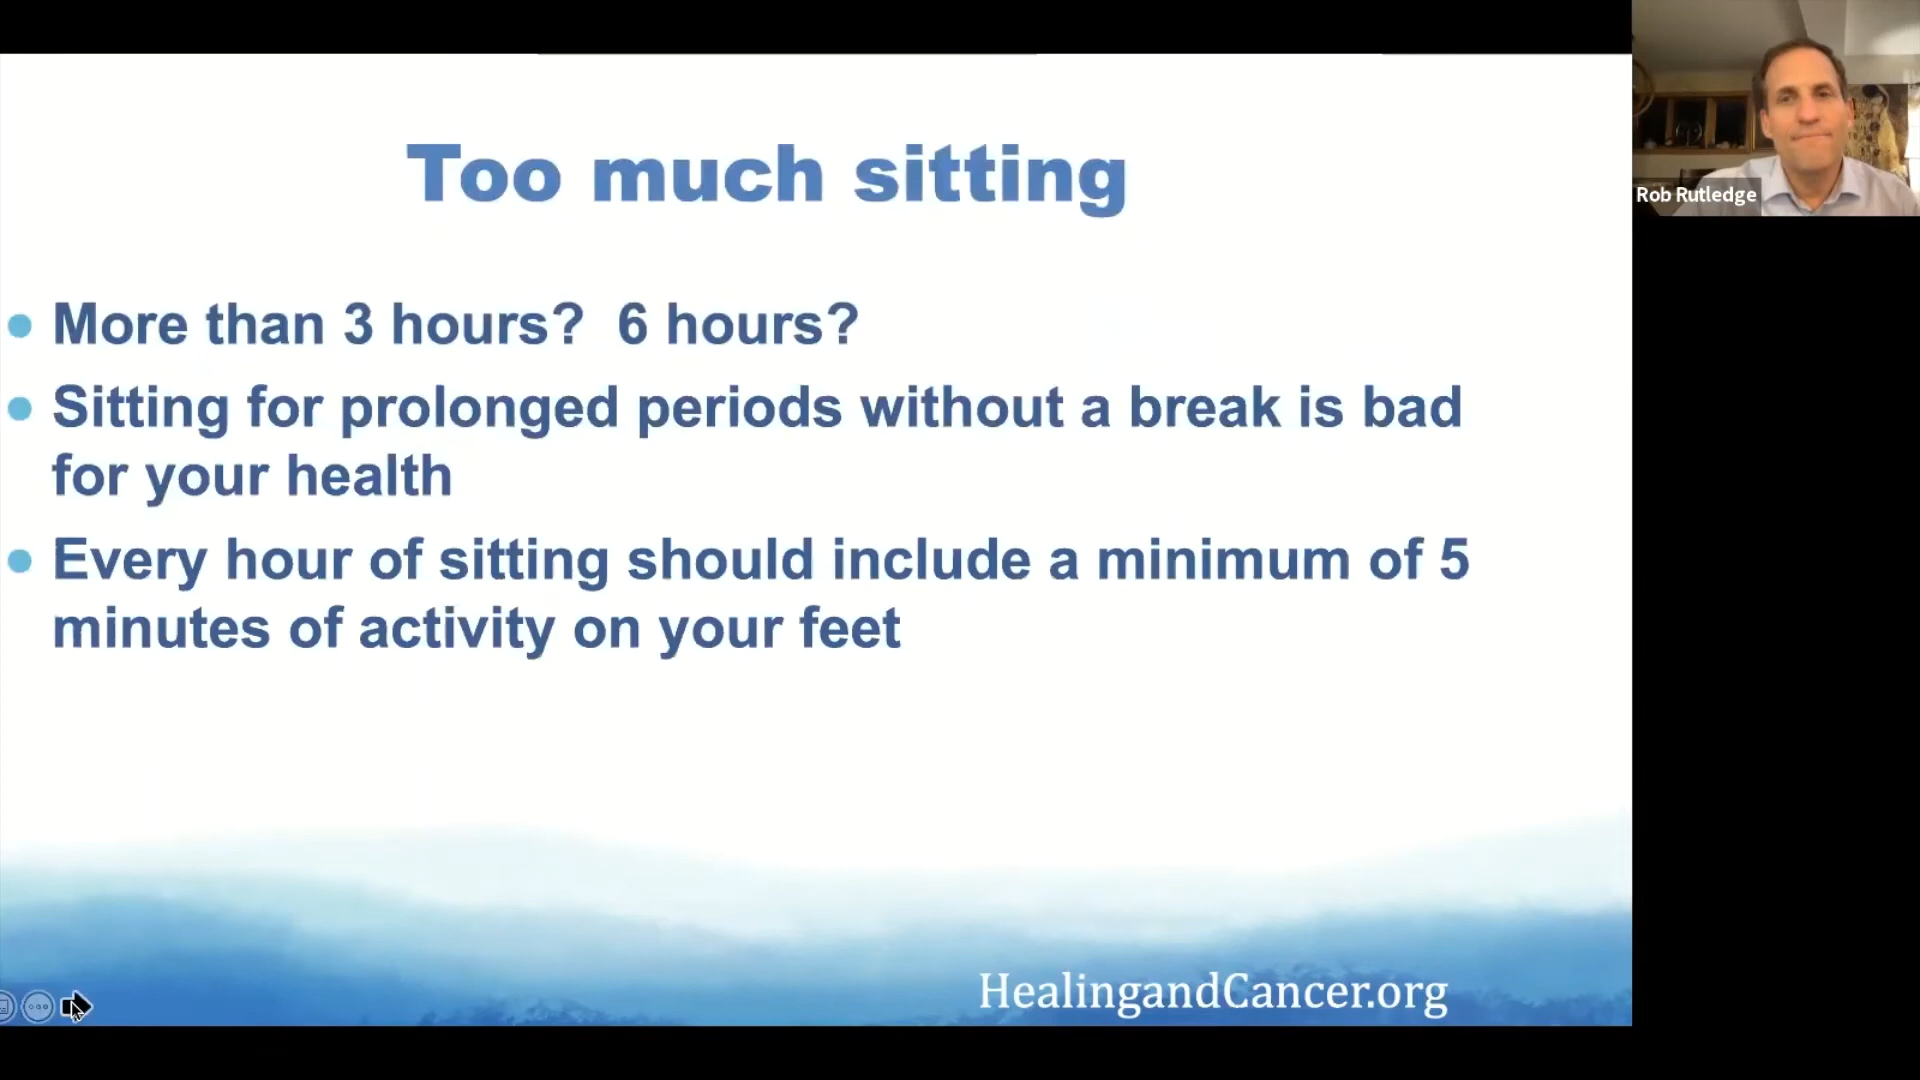 Too much sitting
Rob Rutledge
• More than 3 hours?  6 hours?
• Sitting for prolonged periods without a break is bad
for your health
• Every hour of sitting should include a minimum of 5
minutes of activity on your feet
HealingandCancer.org